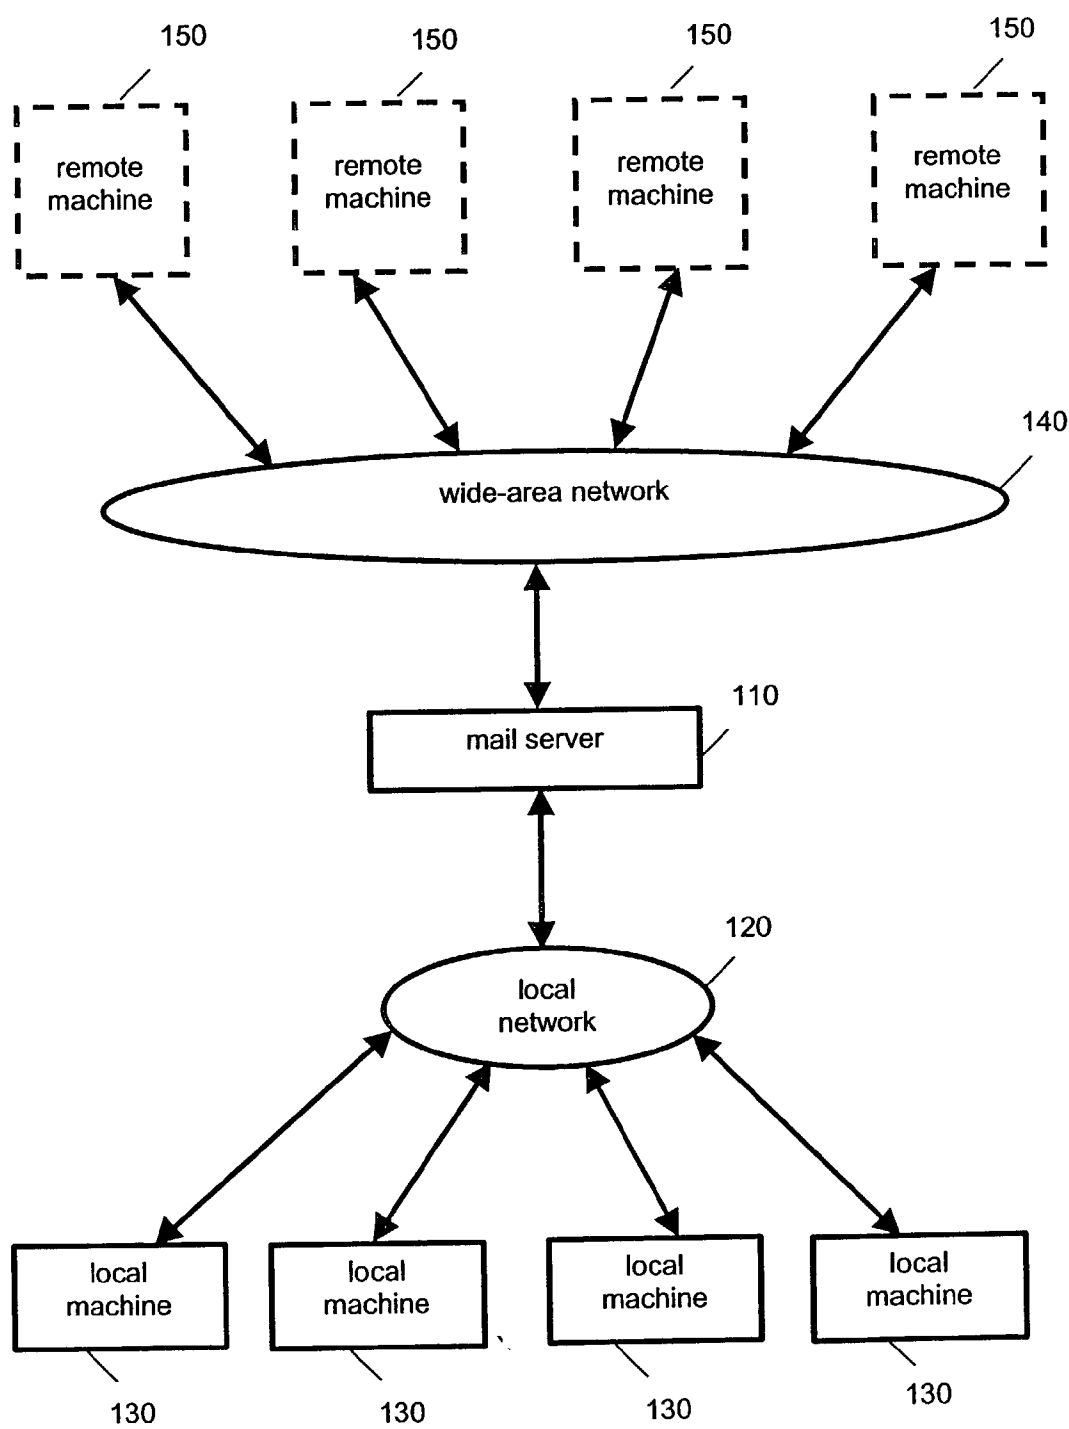 150 150 150 150
remote machine
remote machine
remote machine
remote machine
140
wide-area network
110
mail server
120
local
network
local machine
local machine
local machine
local machine
130 130 130 130